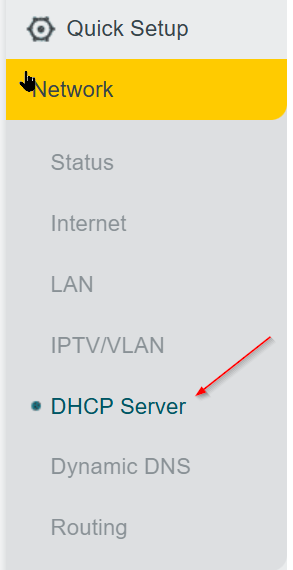 Quick Setup
Network
Status
Internet
LAN
IPTV/VLAN
DHCP Server
Dynamic DNS
Routing